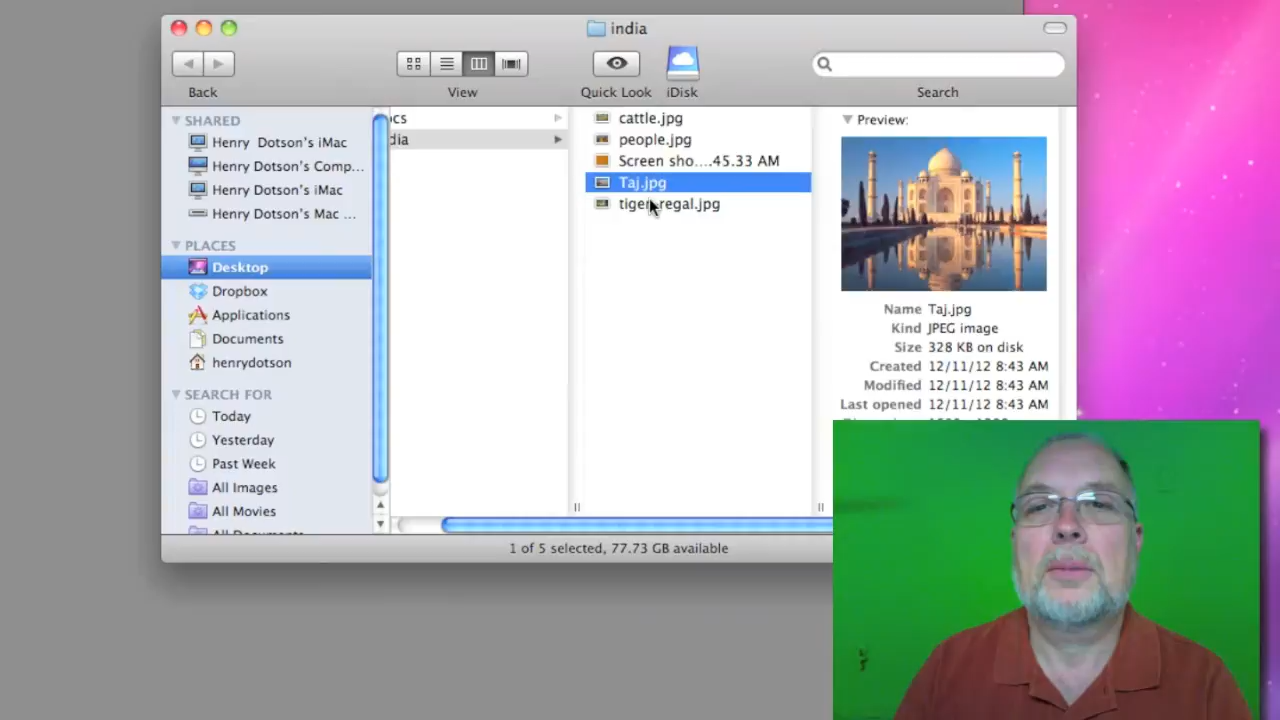 india
Back
View
Quick Look
iDisk
Search
SHARED
Henry Dotson's iMac
Henry Dotson's Comp...
Henry Dotson's iMac
Henry Dotson's Mac ...
PLACES
Desktop
Dropbox
Applications
Documents
henrydotson
SEARCH FOR
Today
Yesterday
Past Week
All Images
All Movies
ocs
dia
cattle.jpg
people.jpg
Screen sho....45.33 AM
Taj.jpg
tiger-regal.jpg
Preview:
Name Taj.jpg
Kind JPEG image
Size 328 KB on disk
Created 12/11/12 8:43 AM
Modified 12/11/12 8:43 AM
Last opened 12/11/12 8:43 AM
1 of 5 selected, 77.73 GB available